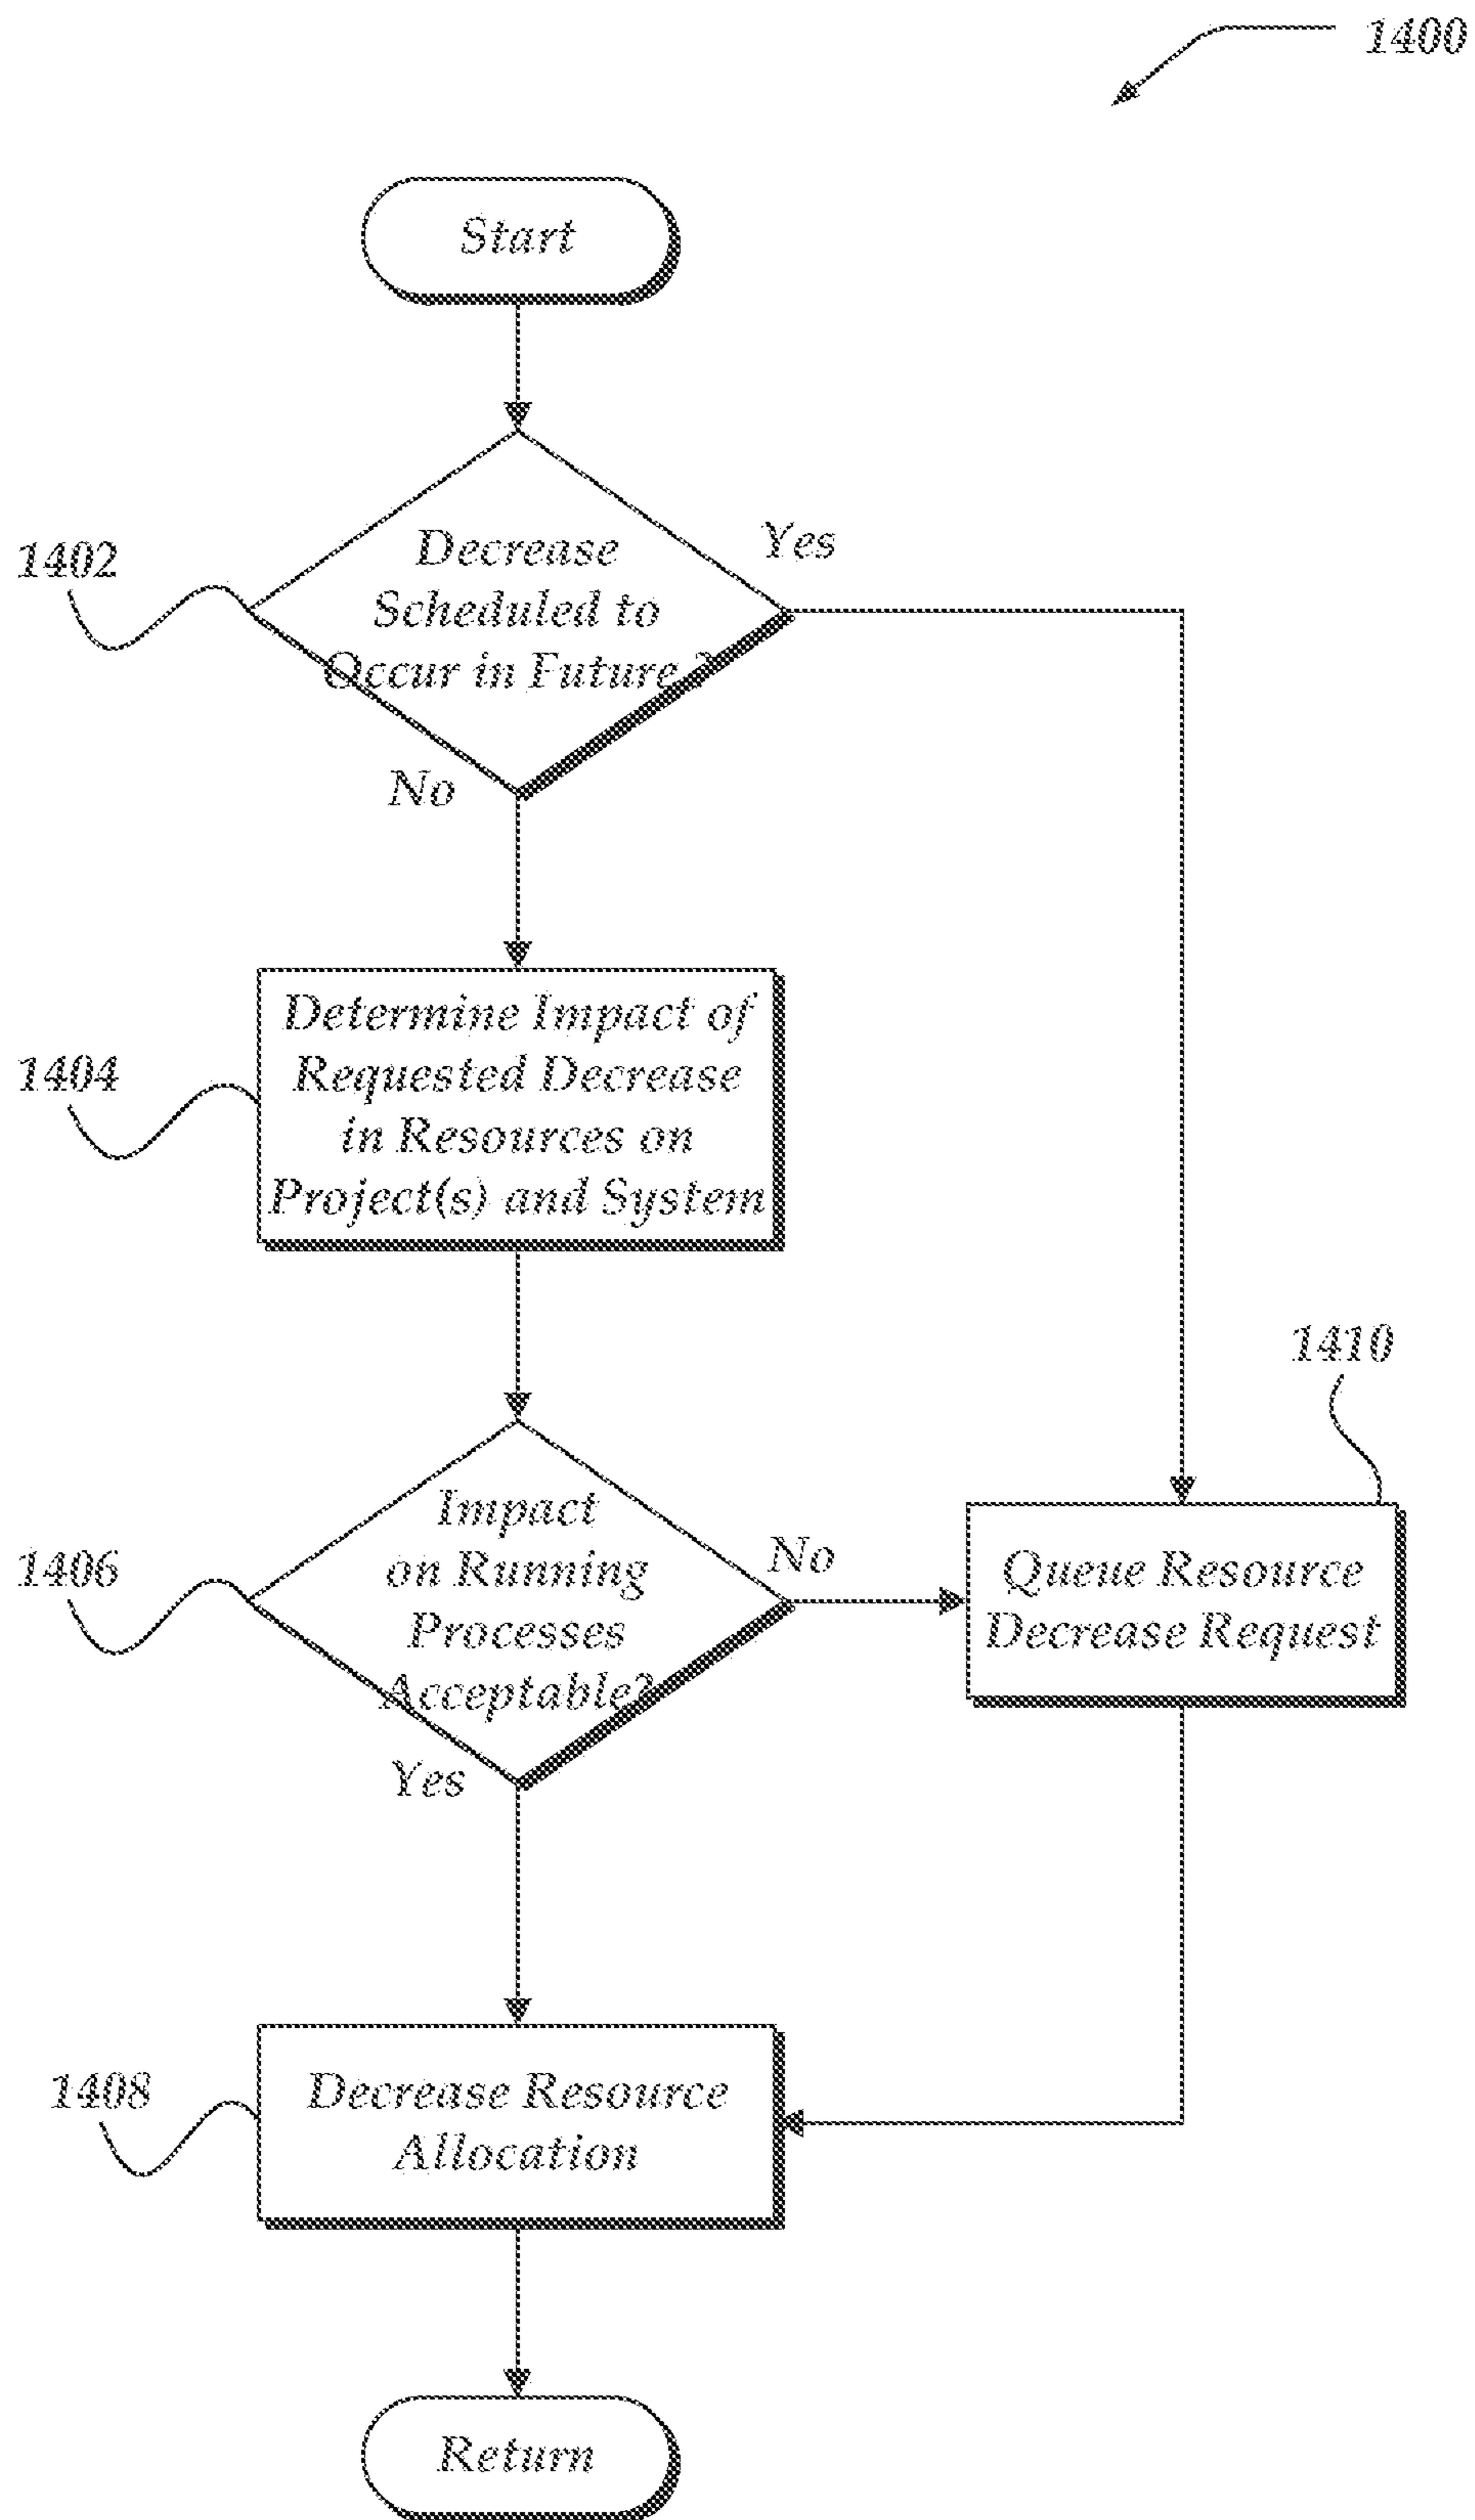 1400
Start
1402
Decrease
Scheduled to
Occur in Future ?
Yes
No
1404
Determine Impact of
Requested Decrease
in Resources on
Project(s) and System
1406
Impact
on Running
Processes
Acceptable?
No
Yes
1410
Queue Resource
Decrease Request
1408
Decrease Resource
Allocation
Return